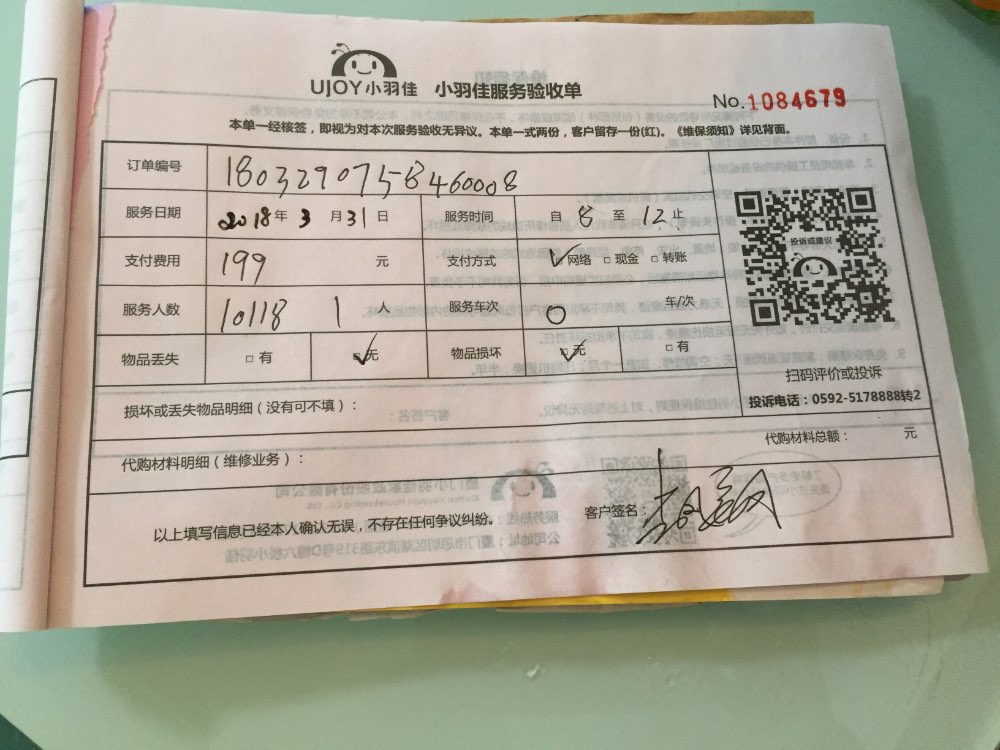 UJOY小羽佳 小羽佳服务验收单
No.1084679
本单一经核签，即视为对本次服务验收无异议。本单一式两份，客户留存一份(红)。《维保须知》详见背面。
订单编号 180329075B460008
服务日期 2018年 3 月 31 日 服务时间 自 8 至 12 止
支付费用 199 元 支付方式 ☑网络 □现金 □转账
服务人数 10118 1 人 服务车次 0 车/次
物品丢失 □有 ☑无 物品损坏 ☑无 □有
投诉或建议
扫码评价或投诉
投诉电话：0592-5178888转2
损坏或丢失物品明细（没有可不填）：
代购材料明细（维修业务）：
代购材料总额： 元
以上填写信息已经本人确认无误，不存在任何争议纠纷。
客户签名：